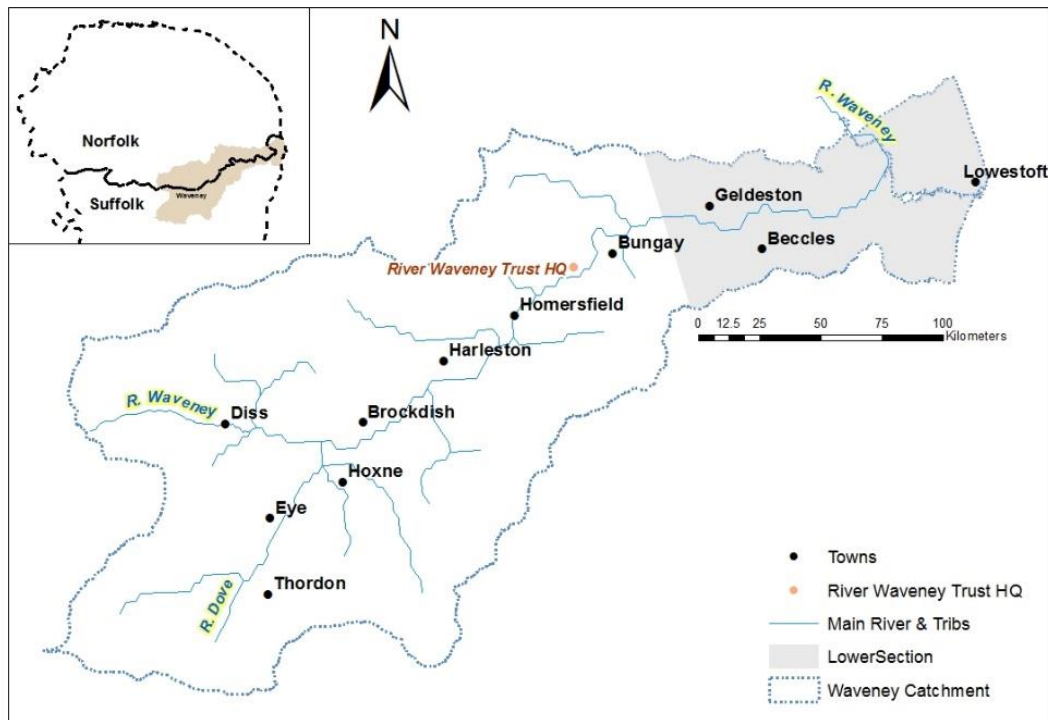 N
Norfolk
Suffolk
Waveney
R. Waveney
Lowestoft
Geldeston
Beccles
Bungay
River Waveney Trust HQ
Homersfield
0 12.5 25 50 75 100
Kilometers
Harleston
R. Waveney
Diss
Brockdish
Hoxne
Eye
Thordon
R. Dove
Towns
River Waveney Trust HQ
Main River & Tribs
LowerSection
Waveney Catchment